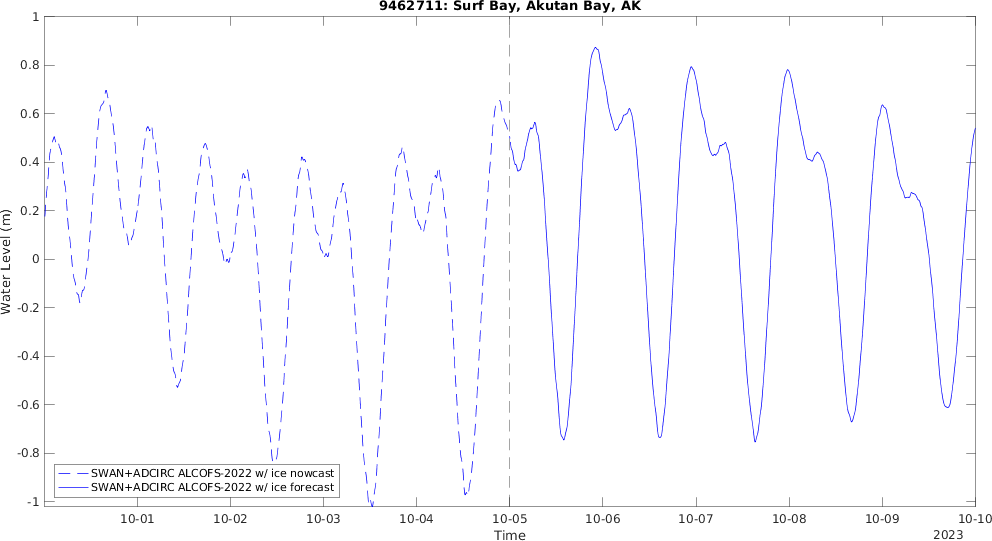 9462711: Surf Bay, Akutan Bay, AK
1
0.8
0.6
0.4
0.2
0
-0.2
-0.4
-0.6
-0.8
-1
Water Level (m)
SWAN+ADCIRC ALCOFS-2022 w/ ice nowcast
SWAN+ADCIRC ALCOFS-2022 w/ ice forecast
10-01 10-02 10-03 10-04 10-05 10-06 10-07 10-08 10-09 10-10
Time
2023